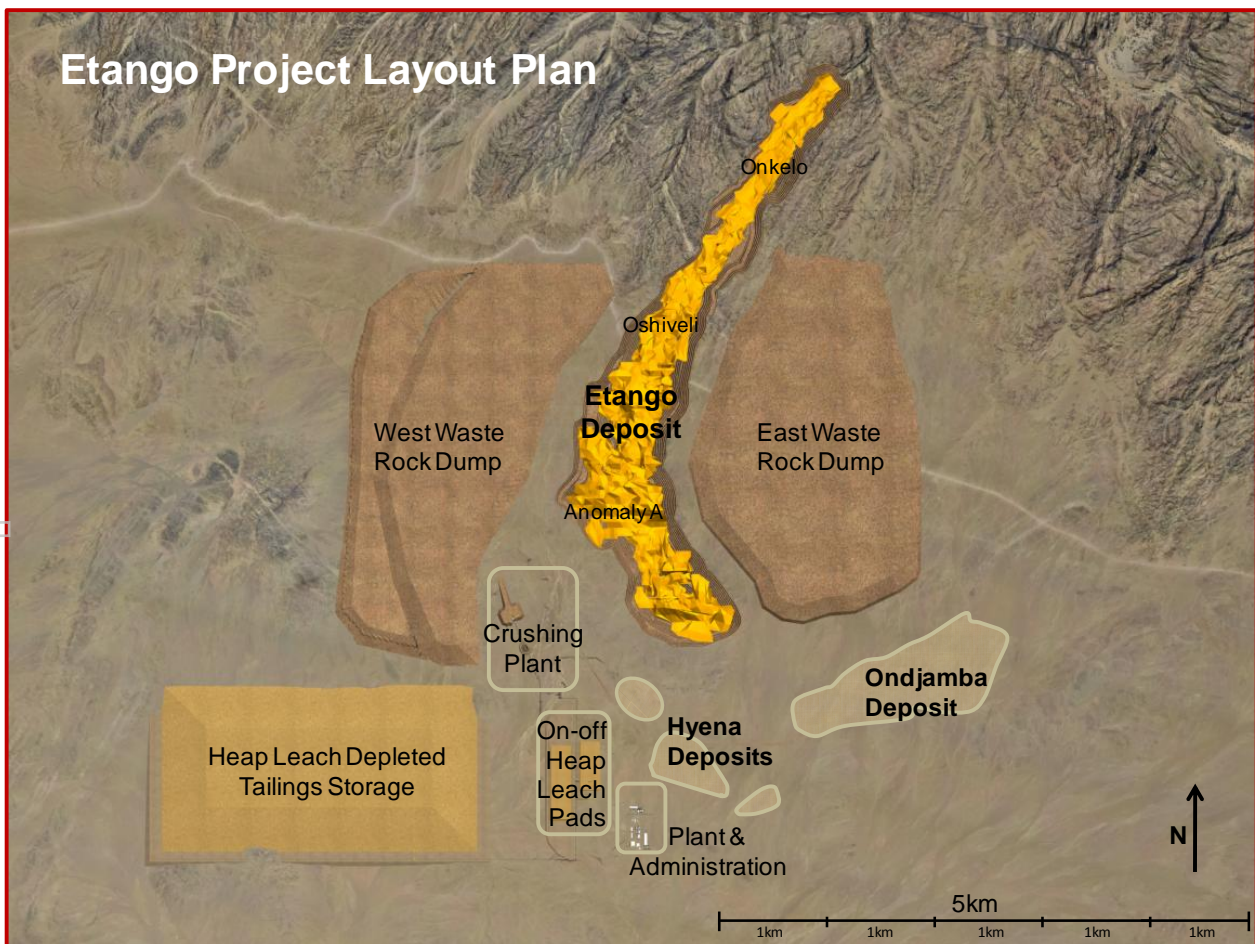 Etango Project Layout Plan
Onkelo
Oshiveli
Etango
Deposit
West Waste
Rock Dump
East Waste
Rock Dump
Anomaly A
Crushing
Plant
Ondjamba
Deposit
Hyena
Deposits
On-off
Heap
Leach
Pads
Heap Leach Depleted
Tailings Storage
Plant &
Administration
N
5km
1km 1km 1km 1km 1km